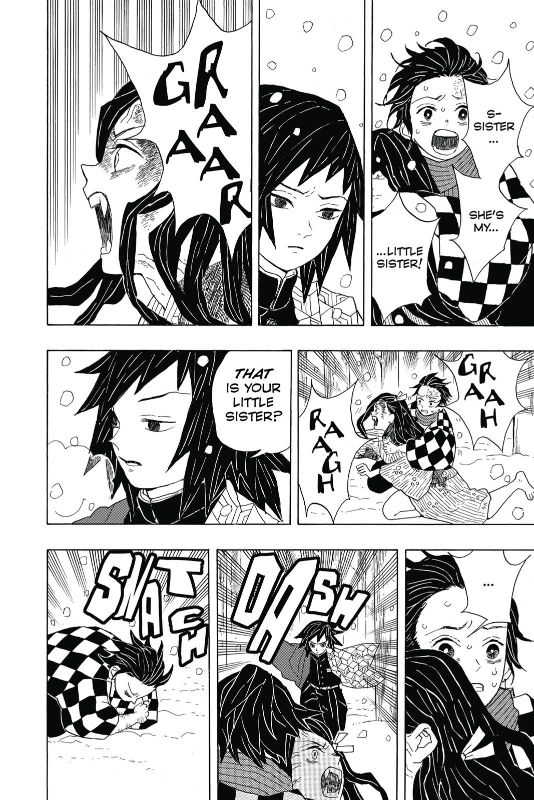 S-
SISTER
...
SHE'S
MY...
...LITTLE
SISTER!
GRAAAR
GRAAH
RAAGH
THAT
IS YOUR
LITTLE
SISTER?
...
DASH
SNATCH